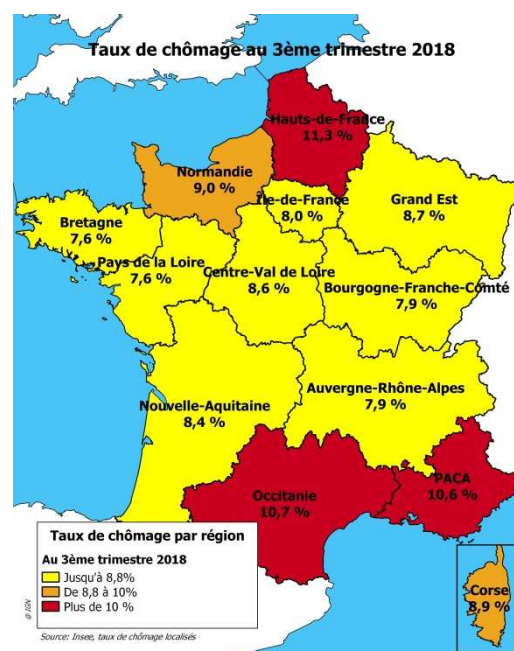 Taux de chômage au 3ème trimestre 2018
Hauts-de-France
11,3 %
Normandie
9,0 %
Île-de-France
8,0 %
Grand Est
8,7 %
Bretagne
7,6 %
Pays de la Loire
7,6 %
Centre-Val de Loire
8,6 %
Bourgogne-Franche-Comté
7,9 %
Auvergne-Rhône-Alpes
7,9 %
Nouvelle-Aquitaine
8,4 %
Occitanie
10,7 %
PACA
10,6 %
Corse
8,9 %
Taux de chômage par région
Au 3ème trimestre 2018
Jusqu'à 8,8%
De 8,8 à 10%
Plus de 10 %
@ IGN
Source: Insee, taux de chômage localisés